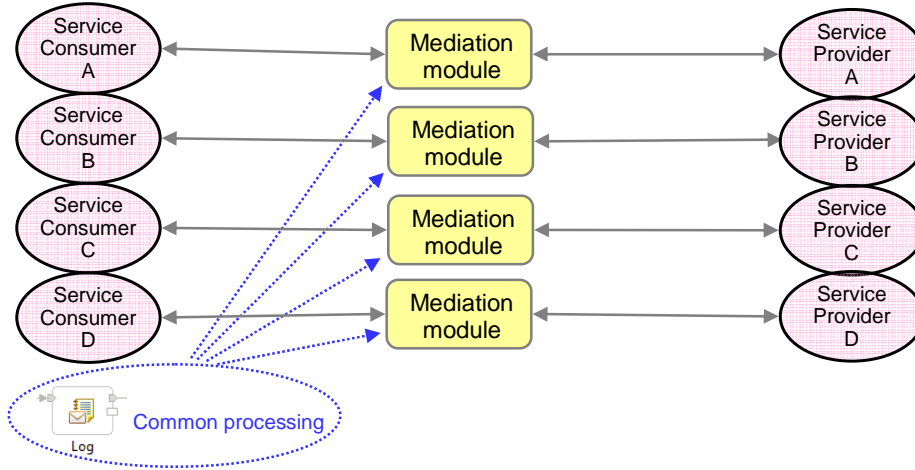 Service
Consumer
A
Mediation
module
Service
Provider
A
Service
Consumer
B
Mediation
module
Service
Provider
B
Service
Consumer
C
Mediation
module
Service
Provider
C
Service
Consumer
D
Mediation
module
Service
Provider
D
Common processing
Log